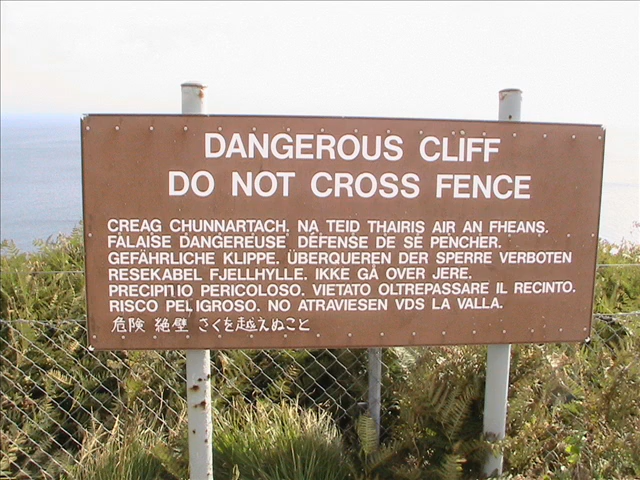 DANGEROUS CLIFF
DO NOT CROSS FENCE
CREAG CHUNNARTACH. NA TEID THAIRIS AIR AN FHEANS.
FALAISE DANGEREUSE DÉFENSE DE SE PENCHER.
GEFÄHRLICHE KLIPPE. ÜBERQUEREN DER SPERRE VERBOTEN
RESEKABEL FJELLHYLLE. IKKE GÅ OVER JERE.
PRECIPITIO PERICOLOSO. VIETATO OLTREPASSARE IL RECINTO.
RISCO PELIGROSO. NO ATRAVIESEN VDS LA VALLA.
危険 絶壁 さくを越えぬこと